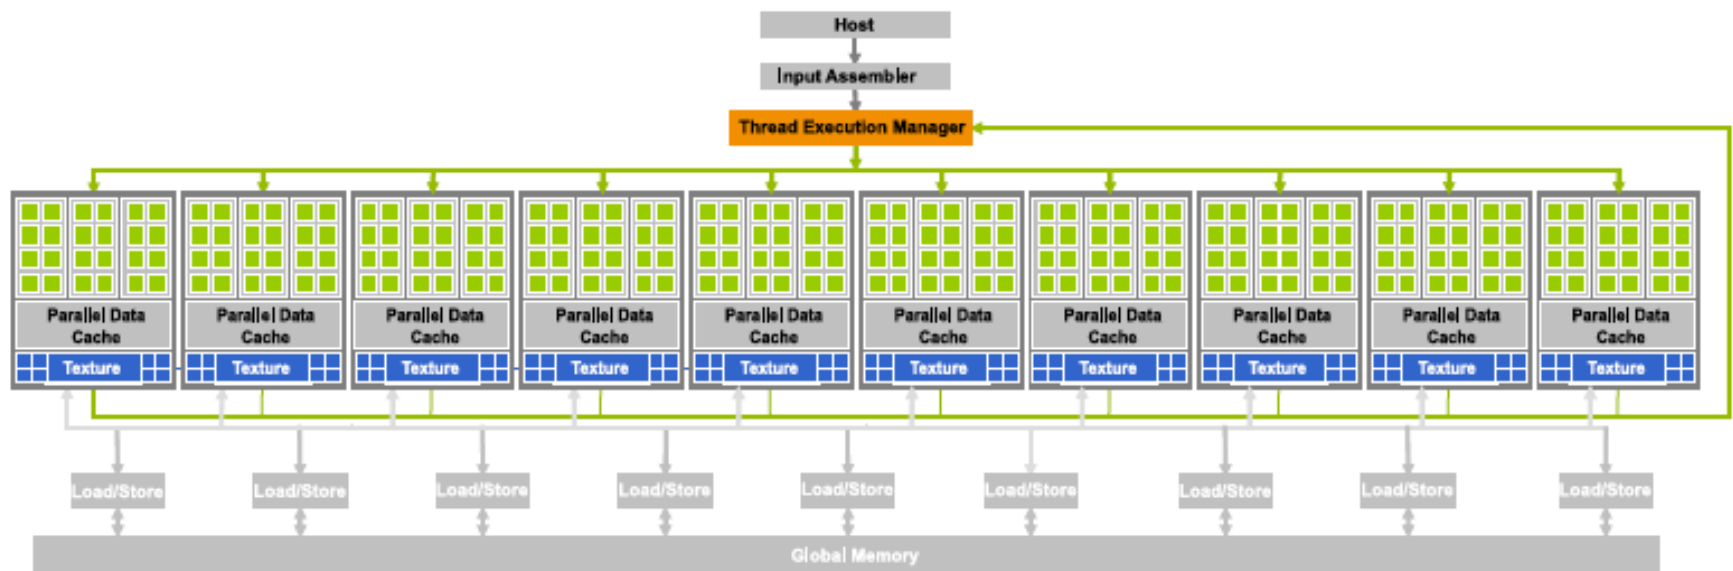 Host
Input Assembler
Thread Execution Manager
Parallel Data
Cache
Texture
Parallel Data
Cache
Texture
Parallel Data
Cache
Texture
Parallel Data
Cache
Texture
Parallel Data
Cache
Texture
Parallel Data
Cache
Texture
Parallel Data
Cache
Texture
Parallel Data
Cache
Texture
Parallel Data
Cache
Texture
Parallel Data
Cache
Texture
Load/Store
Load/Store
Load/Store
Load/Store
Load/Store
Load/Store
Load/Store
Load/Store
Load/Store
Global Memory